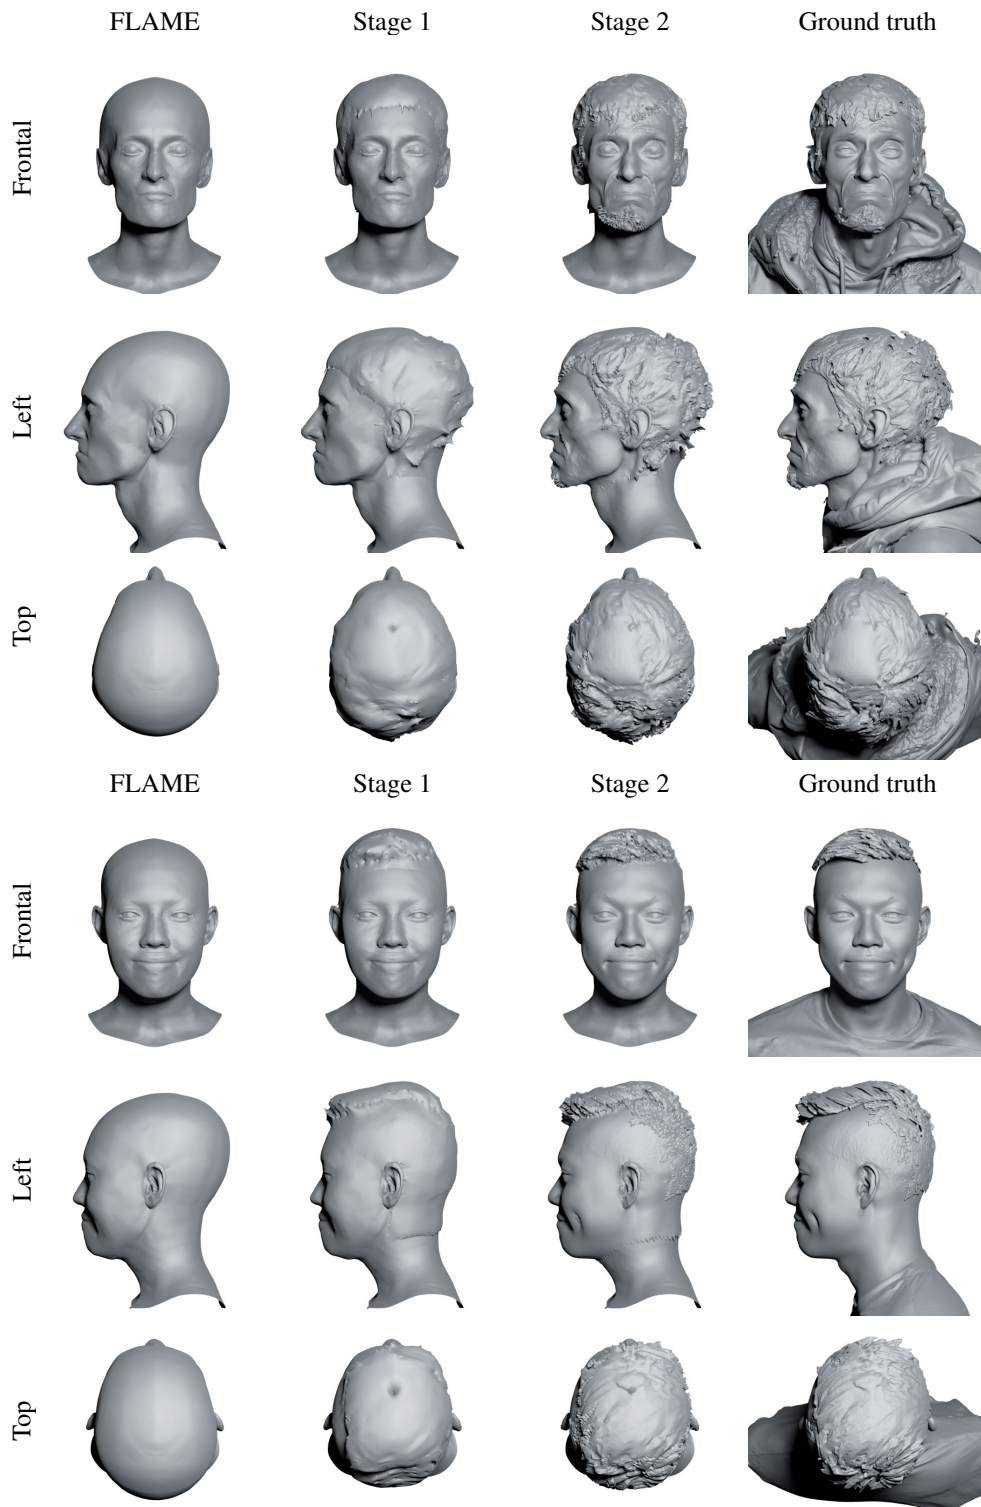 FLAME Stage 1 Stage 2 Ground truth
Frontal
Left
Top
FLAME Stage 1 Stage 2 Ground truth
Frontal
Left
Top